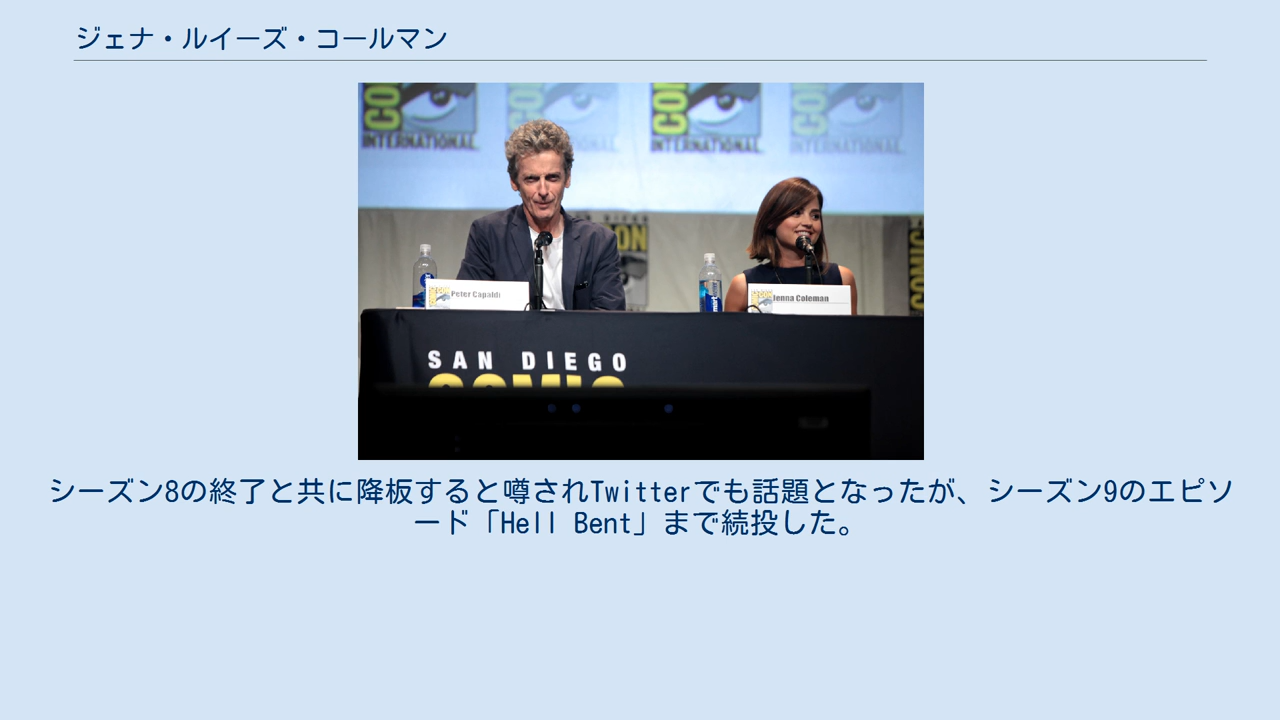 ジェナ・ルイーズ・コールマン
INTERNATIONAL
INTERNATIONAL
INTERNATIONAL
INTERNATIONAL
Peter Capaldi
Jenna Coleman
SAN DIEGO
COMIC
シーズン8の終了と共に降板すると噂されTwitterでも話題となったが、シーズン9のエピソ
ード「Hell Bent」まで続投した。